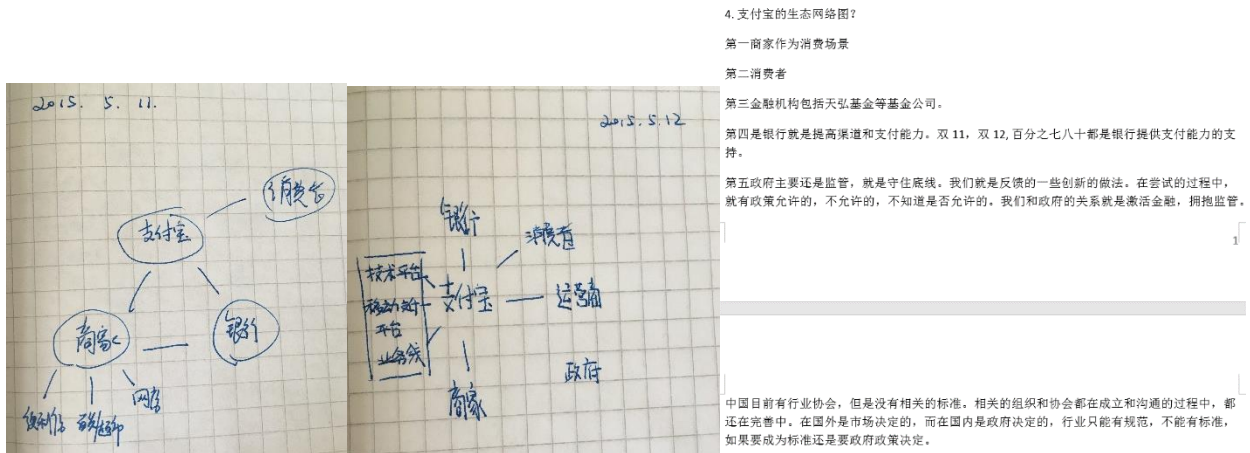 2015. 5. 11.
消费者
支付宝
商家
银行
便利店 百货超市 网店
2015.5.12
银行
消费者
技术平台
移动支付
平台
业务线
支付宝
运营商
政府
商家
4. 支付宝的生态网络图？
第一商家作为消费场景
第二消费者
第三金融机构包括天弘基金等基金公司。
第四是银行就是提高渠道和支付能力。双 11，双 12, 百分之七八十都是银行提供支付能力的支
持。
第五政府主要还是监管，就是守住底线。我们就是反馈的一些创新的做法。在尝试的过程中，
就有政策允许的，不允许的，不知道是否允许的。我们和政府的关系就是激活金融，拥抱监管。
1
中国目前有行业协会，但是没有相关的标准。相关的组织和协会都在成立和沟通的过程中，都
还在完善中。在国外是市场决定的，而在国内是政府决定的，行业只能有规范，不能有标准，
如果要成为标准还是要政府政策决定。